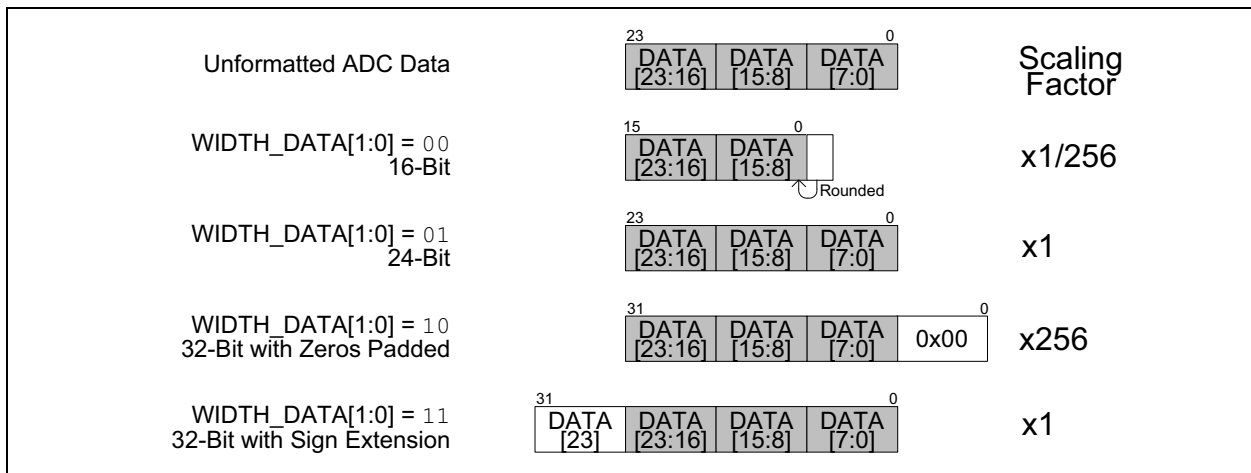 23 0
Unformatted ADC Data DATA DATA DATA Scaling
[23:16] [15:8] [7:0] Factor
15 0
WIDTH_DATA[1:0] = 00 DATA DATA x1/256
16-Bit [23:16] [15:8]
Rounded
23 0
WIDTH_DATA[1:0] = 01 DATA DATA DATA x1
24-Bit [23:16] [15:8] [7:0]
31 0
WIDTH_DATA[1:0] = 10 DATA DATA DATA 0x00 x256
32-Bit with Zeros Padded [23:16] [15:8] [7:0]
31 0
WIDTH_DATA[1:0] = 11 DATA DATA DATA DATA x1
32-Bit with Sign Extension [23] [23:16] [15:8] [7:0]